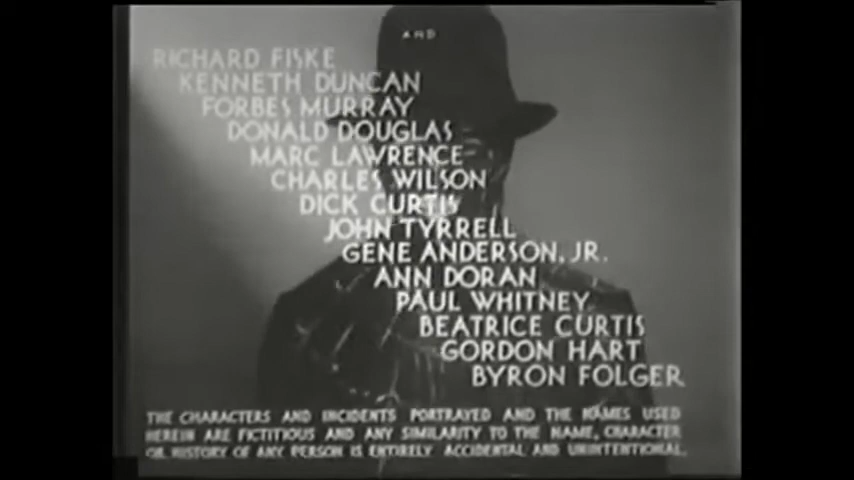 AND
RICHARD FISKE
KENNETH DUNCAN
FORBES MURRAY
DONALD DOUGLAS
MARC LAWRENCE
CHARLES WILSON
DICK CURTIS
JOHN TYRRELL
GENE ANDERSON, JR.
ANN DORAN
PAUL WHITNEY
BEATRICE CURTIS
GORDON HART
BYRON FOLGER
THE CHARACTERS AND INCIDENTS PORTRAYED AND THE NAMES USED
HEREIN ARE FICTITIOUS AND ANY SIMILARITY TO THE NAME, CHARACTER
OR HISTORY OF ANY PERSON IS ENTIRELY ACCIDENTAL AND UNINTENTIONAL.